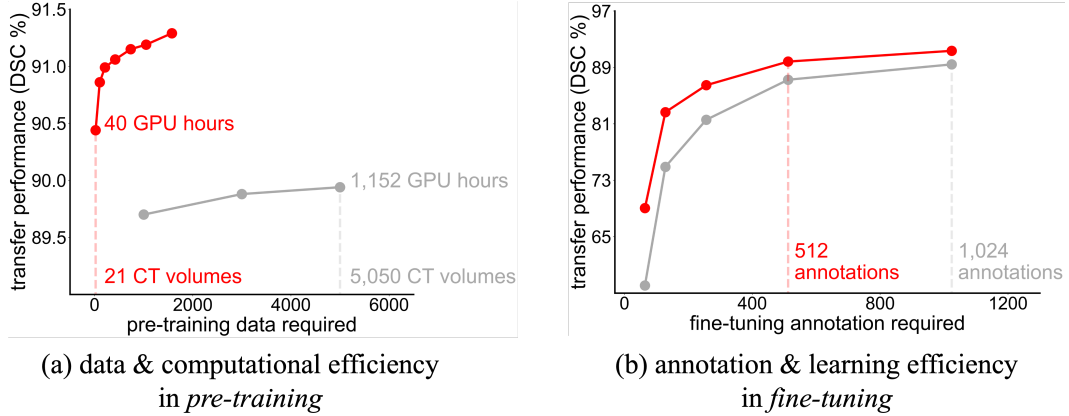 transfer performance (DSC %)
91.5
91.0
90.5
90.0
89.5
40 GPU hours
1,152 GPU hours
21 CT volumes
5,050 CT volumes
0 2000 4000 6000
pre-training data required
(a) data & computational efficiency
in pre-training
transfer performance (DSC %)
97
89
81
73
65
512
annotations
1,024
annotations
0 400 800 1200
fine-tuning annotation required
(b) annotation & learning efficiency
in fine-tuning